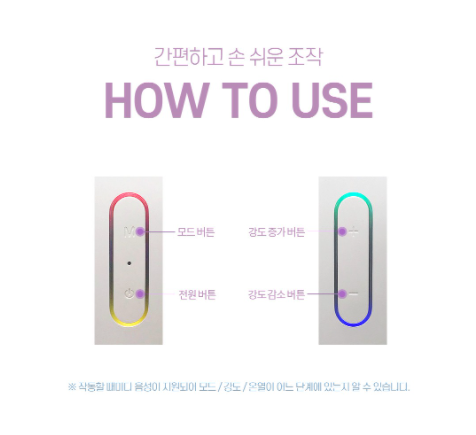 간편하고 손 쉬운 조작
HOW TO USE
M
모드 버튼
강도 증가 버튼
전원 버튼
강도 감소 버튼
※ 작동할 때마다 음성이 지원되어 모드 / 강도 / 온열이 어느 단계에 있는지 알 수 있습니다.